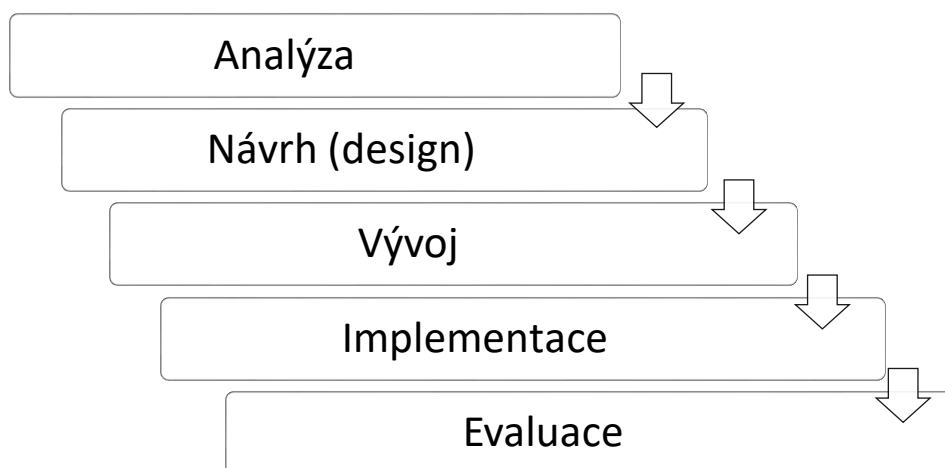 Analýza
Návrh (design)
Vývoj
Implementace
Evaluace